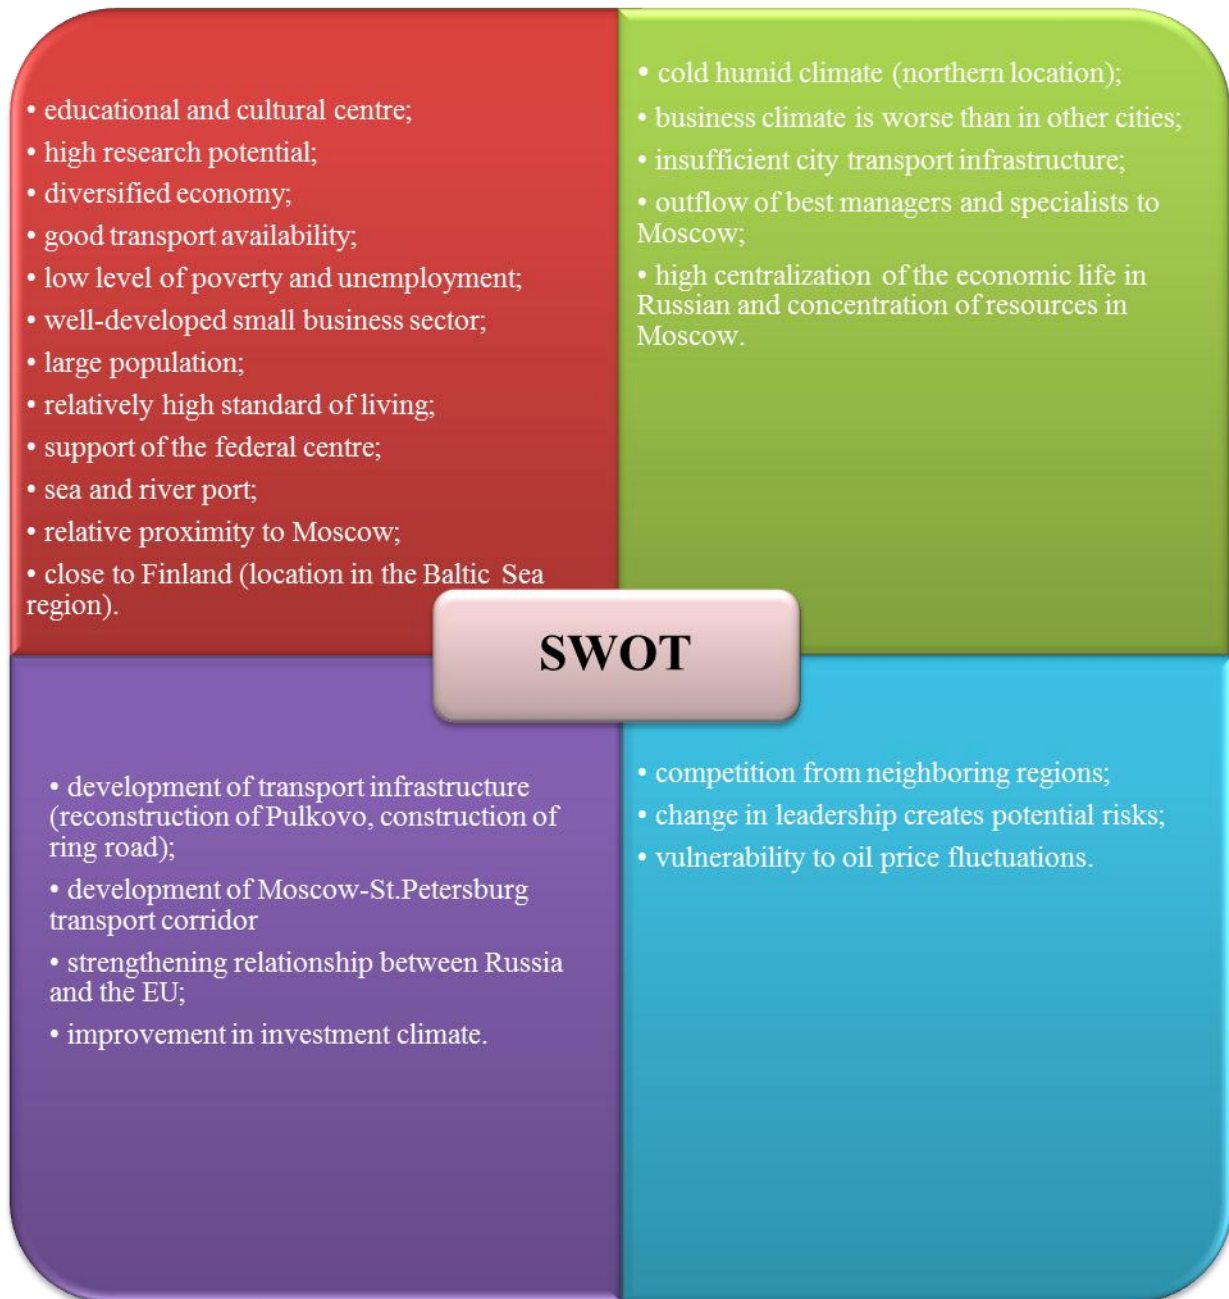 • educational and cultural centre;
• high research potential;
• diversified economy;
• good transport availability;
• low level of poverty and unemployment;
• well-developed small business sector;
• large population;
• relatively high standard of living;
• support of the federal centre;
• sea and river port;
• relative proximity to Moscow;
• close to Finland (location in the Baltic Sea
region).
• cold humid climate (northern location);
• business climate is worse than in other cities;
• insufficient city transport infrastructure;
• outflow of best managers and specialists to
Moscow;
• high centralization of the economic life in
Russian and concentration of resources in
Moscow.
SWOT
• development of transport infrastructure
(reconstruction of Pulkovo, construction of
ring road);
• development of Moscow-St.Petersburg
transport corridor
• strengthening relationship between Russia
and the EU;
• improvement in investment climate.
• competition from neighboring regions;
• change in leadership creates potential risks;
• vulnerability to oil price fluctuations.